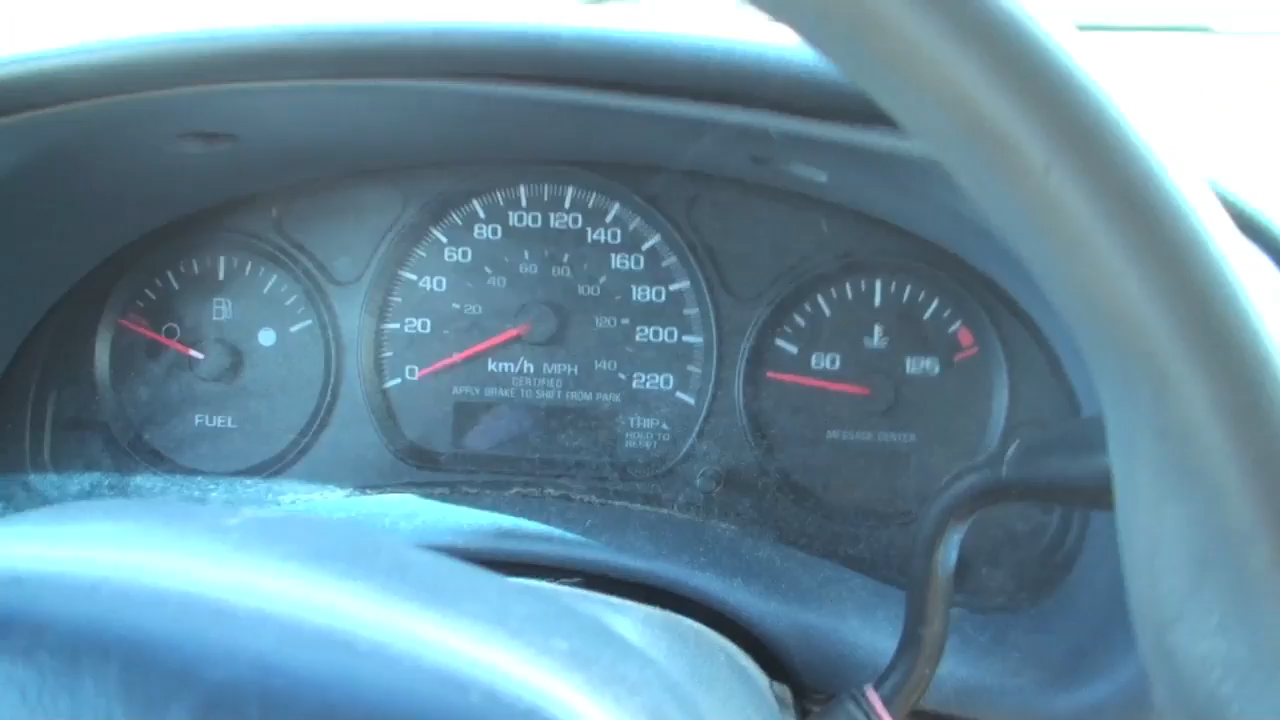 FUEL
0 20 40 60 80 100 120 140 160 180 200 220
20 40 60 80 100 120 140
km/h MPH
CERTIFIED
APPLY BRAKE TO SHIFT FROM PARK
TRIP
HOLD TO
RESET
60 125
MESSAGE CENTER